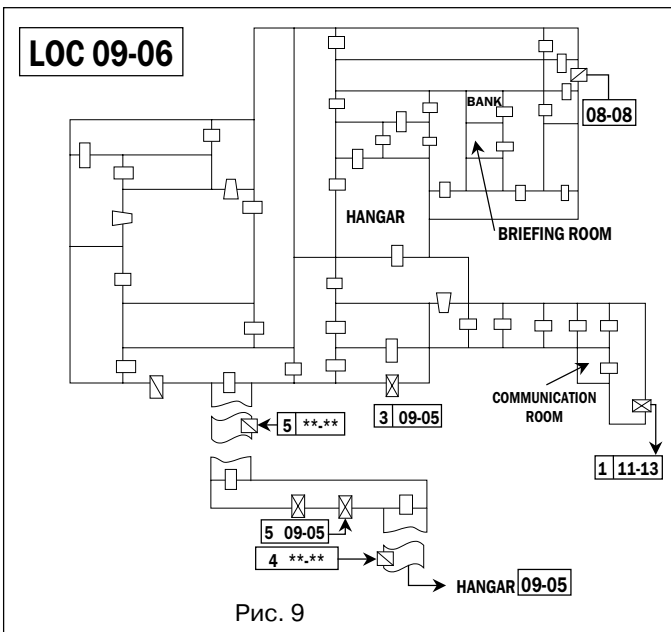 LOC 09-06
BANK
08-08
HANGAR
BRIEFING ROOM
COMMUNICATION
ROOM
5 **-**
3 09-05
1 11-13
5 09-05
4 **-**
HANGAR 09-05
Рис. 9